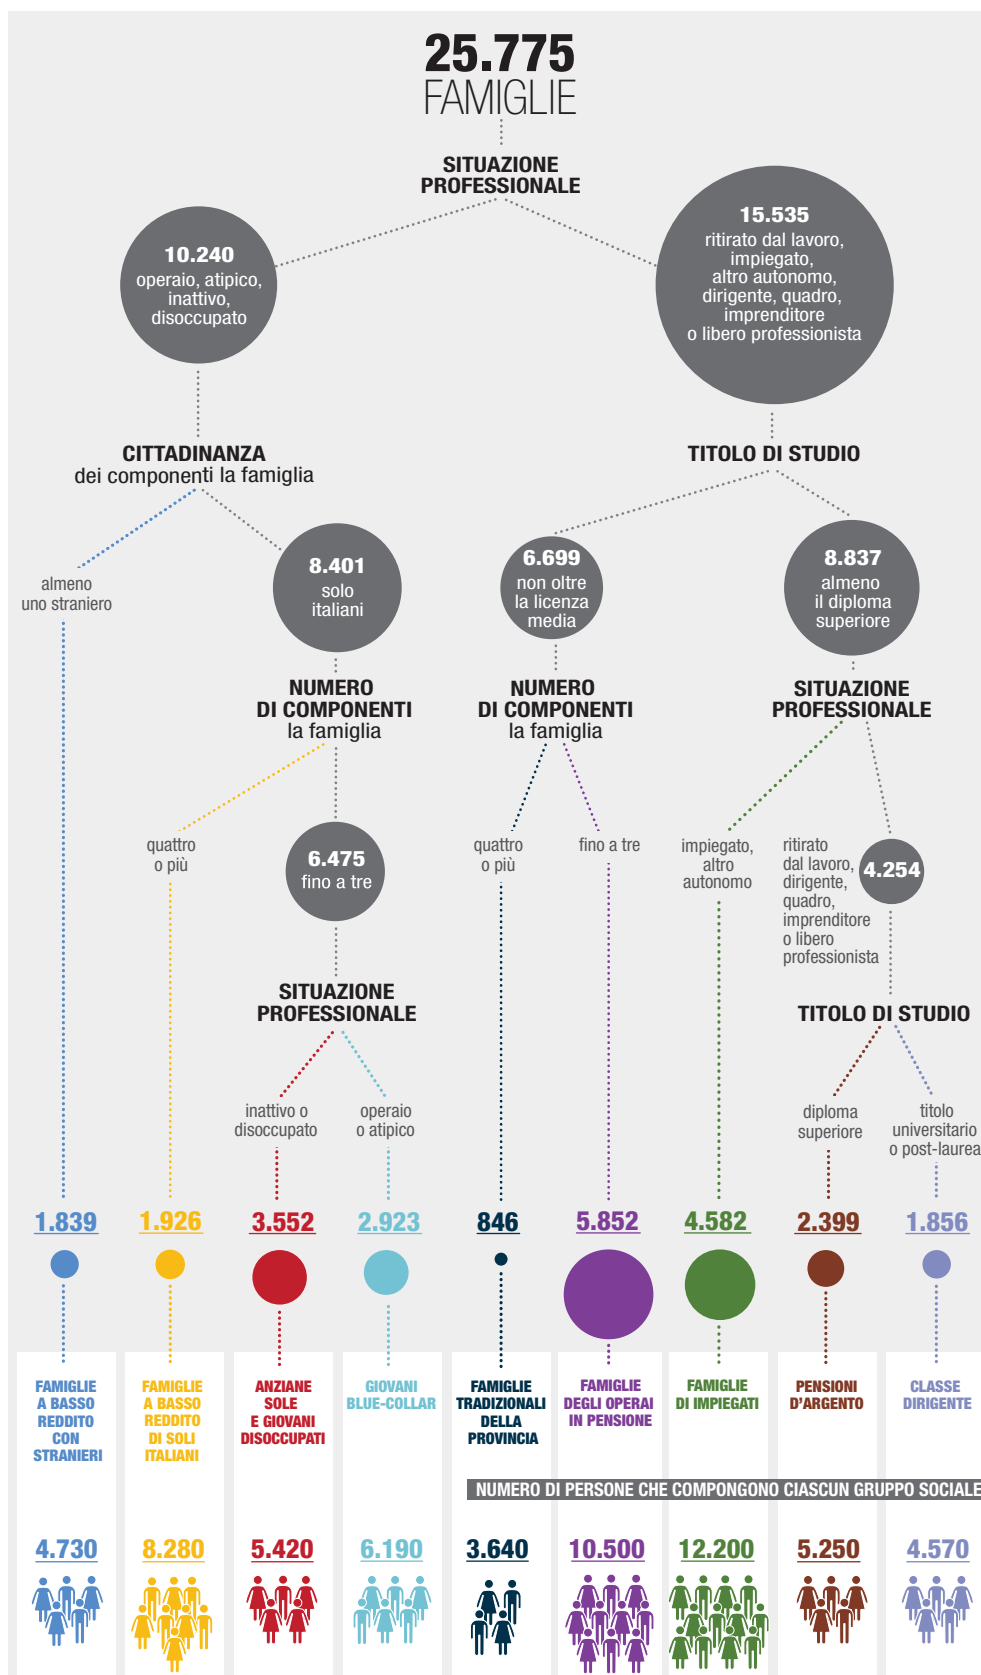 25.775
FAMIGLIE
SITUAZIONE
PROFESSIONALE
10.240
operaio, atipico,
inattivo,
disoccupato
15.535
ritirato dal lavoro,
impiegato,
altro autonomo,
dirigente, quadro,
imprenditore
o libero professionista
CITTADINANZA
dei componenti la famiglia
TITOLO DI STUDIO
almeno
uno straniero
8.401
solo
italiani
6.699
non oltre
la licenza
media
8.837
almeno
il diploma
superiore
NUMERO
DI COMPONENTI
la famiglia
NUMERO
DI COMPONENTI
la famiglia
SITUAZIONE
PROFESSIONALE
quattro
o più
6.475
fino a tre
quattro
o più
fino a tre
impiegato,
altro
autonomo
ritirato
dal lavoro,
dirigente,
quadro,
imprenditore
o libero
professionista
4.254
SITUAZIONE
PROFESSIONALE
TITOLO DI STUDIO
inattivo o
disoccupato
operaio
o atipico
diploma
superiore
titolo
universitario
o post-laurea
1.839
1.926
3.552
2.923
846
5.852
4.582
2.399
1.856
FAMIGLIE
A BASSO
REDDITO
CON
STRANIERI
FAMIGLIE
A BASSO
REDDITO
DI SOLI
ITALIANI
ANZIANE
SOLE
E GIOVANI
DISOCCUPATI
GIOVANI
BLUE-COLLAR
FAMIGLIE
TRADIZIONALI
DELLA
PROVINCIA
FAMIGLIE
DEGLI OPERAI
IN PENSIONE
FAMIGLIE
DI IMPIEGATI
PENSIONI
D'ARGENTO
CLASSE
DIRIGENTE
NUMERO DI PERSONE CHE COMPONGONO CIASCUN GRUPPO SOCIALE
4.730
8.280
5.420
6.190
3.640
10.500
12.200
5.250
4.570